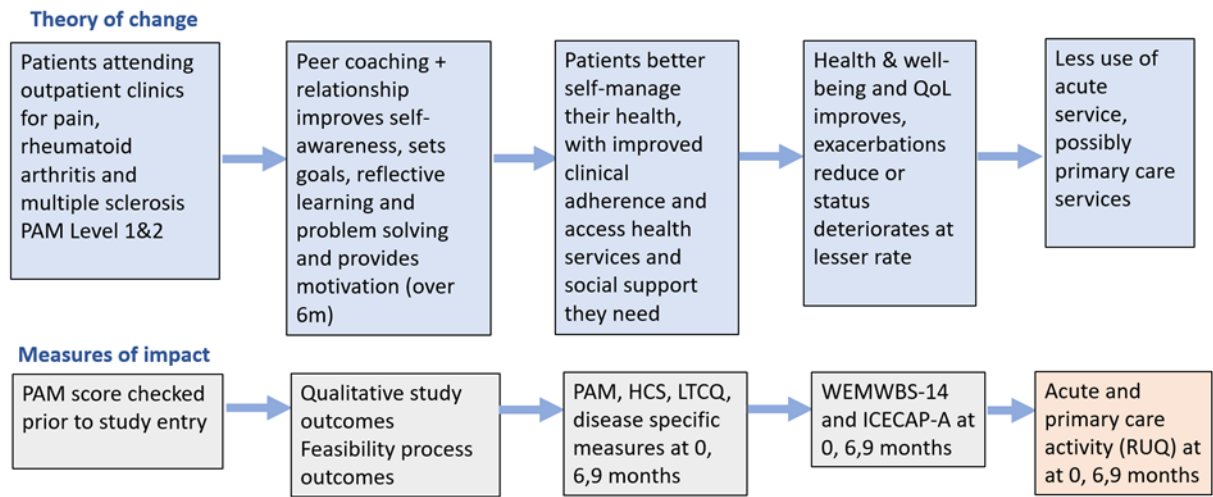 Theory of change
Patients attending
outpatient clinics
for pain,
rheumatoid
arthritis and
multiple sclerosis
PAM Level 1&2
Peer coaching +
relationship
improves self-
awareness, sets
goals, reflective
learning and
problem solving
and provides
motivation (over
6m)
Patients better
self-manage
their health,
with improved
clinical
adherence and
access health
services and
social support
they need
Health & well-
being and QoL
improves,
exacerbations
reduce or
status
deteriorates at
lesser rate
Less use of
acute
service,
possibly
primary care
services
Measures of impact
PAM score checked
prior to study entry
Qualitative study
outcomes
Feasibility process
outcomes
PAM, HCS, LTCQ,
disease specific
measures at 0,
6,9 months
WEMWBS-14
and ICECAP-A at
0, 6,9 months
Acute and
primary care
activity (RUQ) at
at 0, 6,9 months